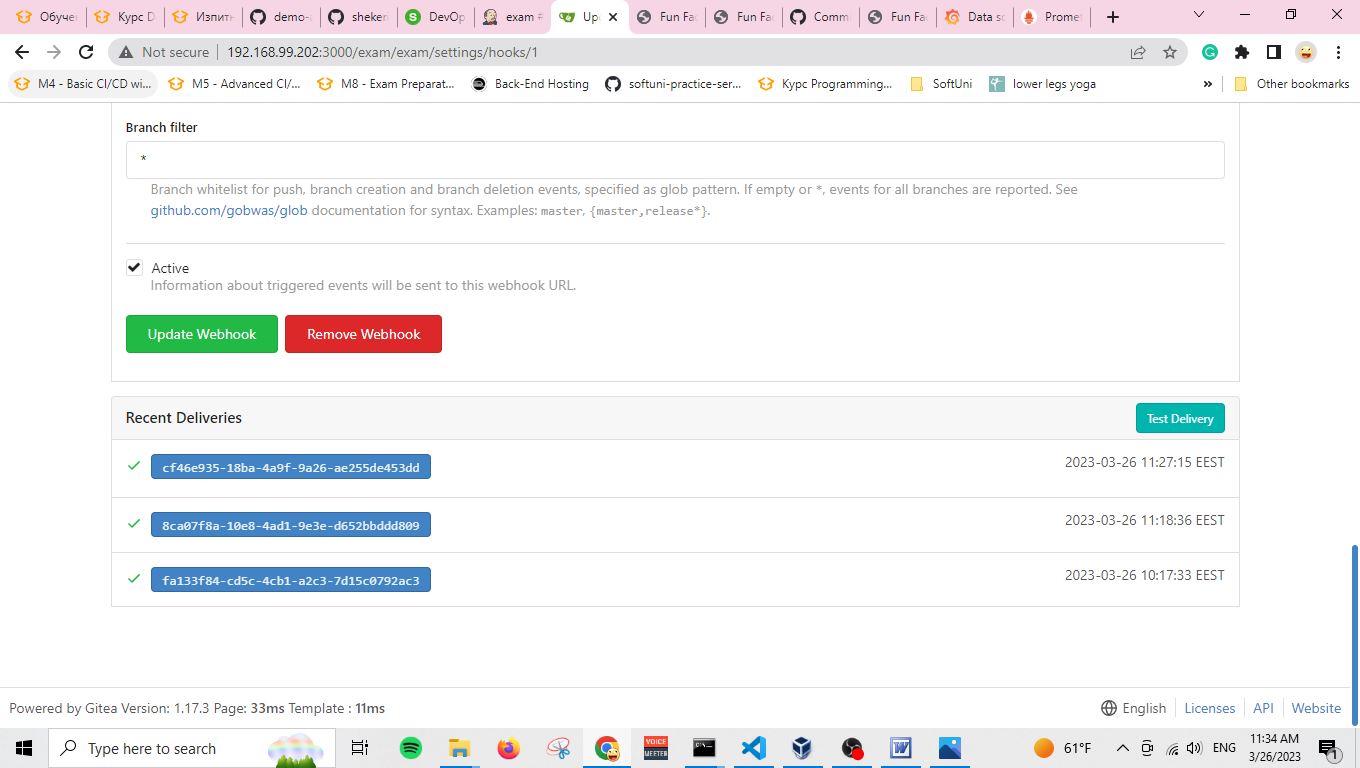 Обучен
Курс D
Изпитн
demo-a
sheker
DevOp
exam #
Up
Fun Fac
Fun Fac
Comm
Fun Fac
Data so
Promet
Not secure
192.168.99.202:3000/exam/exam/settings/hooks/1
M4 - Basic CI/CD wi...
M5 - Advanced CI/...
M8 - Exam Preparat...
Back-End Hosting
softuni-practice-ser...
Курс Programming...
SoftUni
lower legs yoga
»
Other bookmarks
Branch filter
*
Branch whitelist for push, branch creation and branch deletion events, specified as glob pattern. If empty or *, events for all branches are reported. See
github.com/gobwas/glob documentation for syntax. Examples: master, {master,release*}.
Active
Information about triggered events will be sent to this webhook URL.
Update Webhook
Remove Webhook
Recent Deliveries
Test Delivery
cf46e935-18ba-4a9f-9a26-ae255de453dd
2023-03-26 11:27:15 EEST
8ca07f8a-10e8-4ad1-9e3e-d652bbddd809
2023-03-26 11:18:36 EEST
fa133f84-cd5c-4cb1-a2c3-7d15c0792ac3
2023-03-26 10:17:33 EEST
Powered by Gitea Version: 1.17.3 Page: 33ms Template : 11ms
English
Licenses
API
Website
Type here to search
VOICE
MEETER
61°F
ENG
11:34 AM
3/26/2023
1